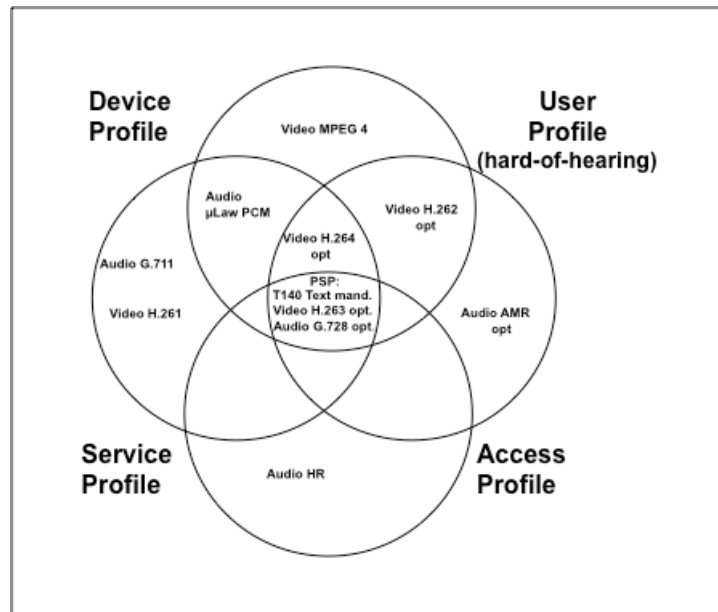 Device
Profile
User
Profile
(hard-of-hearing)
Video MPEG 4
Audio
µLaw PCM
Video H.262
opt
Video H.264
opt
Audio G.711
Video H.261
PSP:
T140 Text mand.
Video H.263 opt.
Audio G.728 opt.
Audio AMR
opt
Service
Profile
Audio HR
Access
Profile